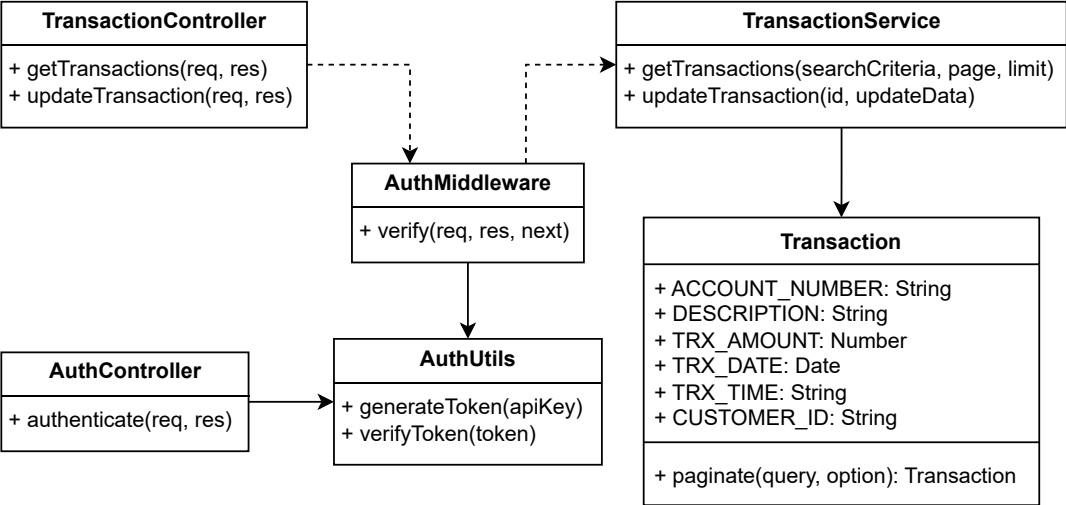 TransactionController
+ getTransactions(req, res)
+ updateTransaction(req, res)
TransactionService
+ getTransactions(searchCriteria, page, limit)
+ updateTransaction(id, updateData)
AuthMiddleware
+ verify(req, res, next)
Transaction
+ ACCOUNT_NUMBER: String
+ DESCRIPTION: String
+ TRX_AMOUNT: Number
+ TRX_DATE: Date
+ TRX_TIME: String
+ CUSTOMER_ID: String
+ paginate(query, option): Transaction
AuthController
+ authenticate(req, res)
AuthUtils
+ generateToken(apiKey)
+ verifyToken(token)